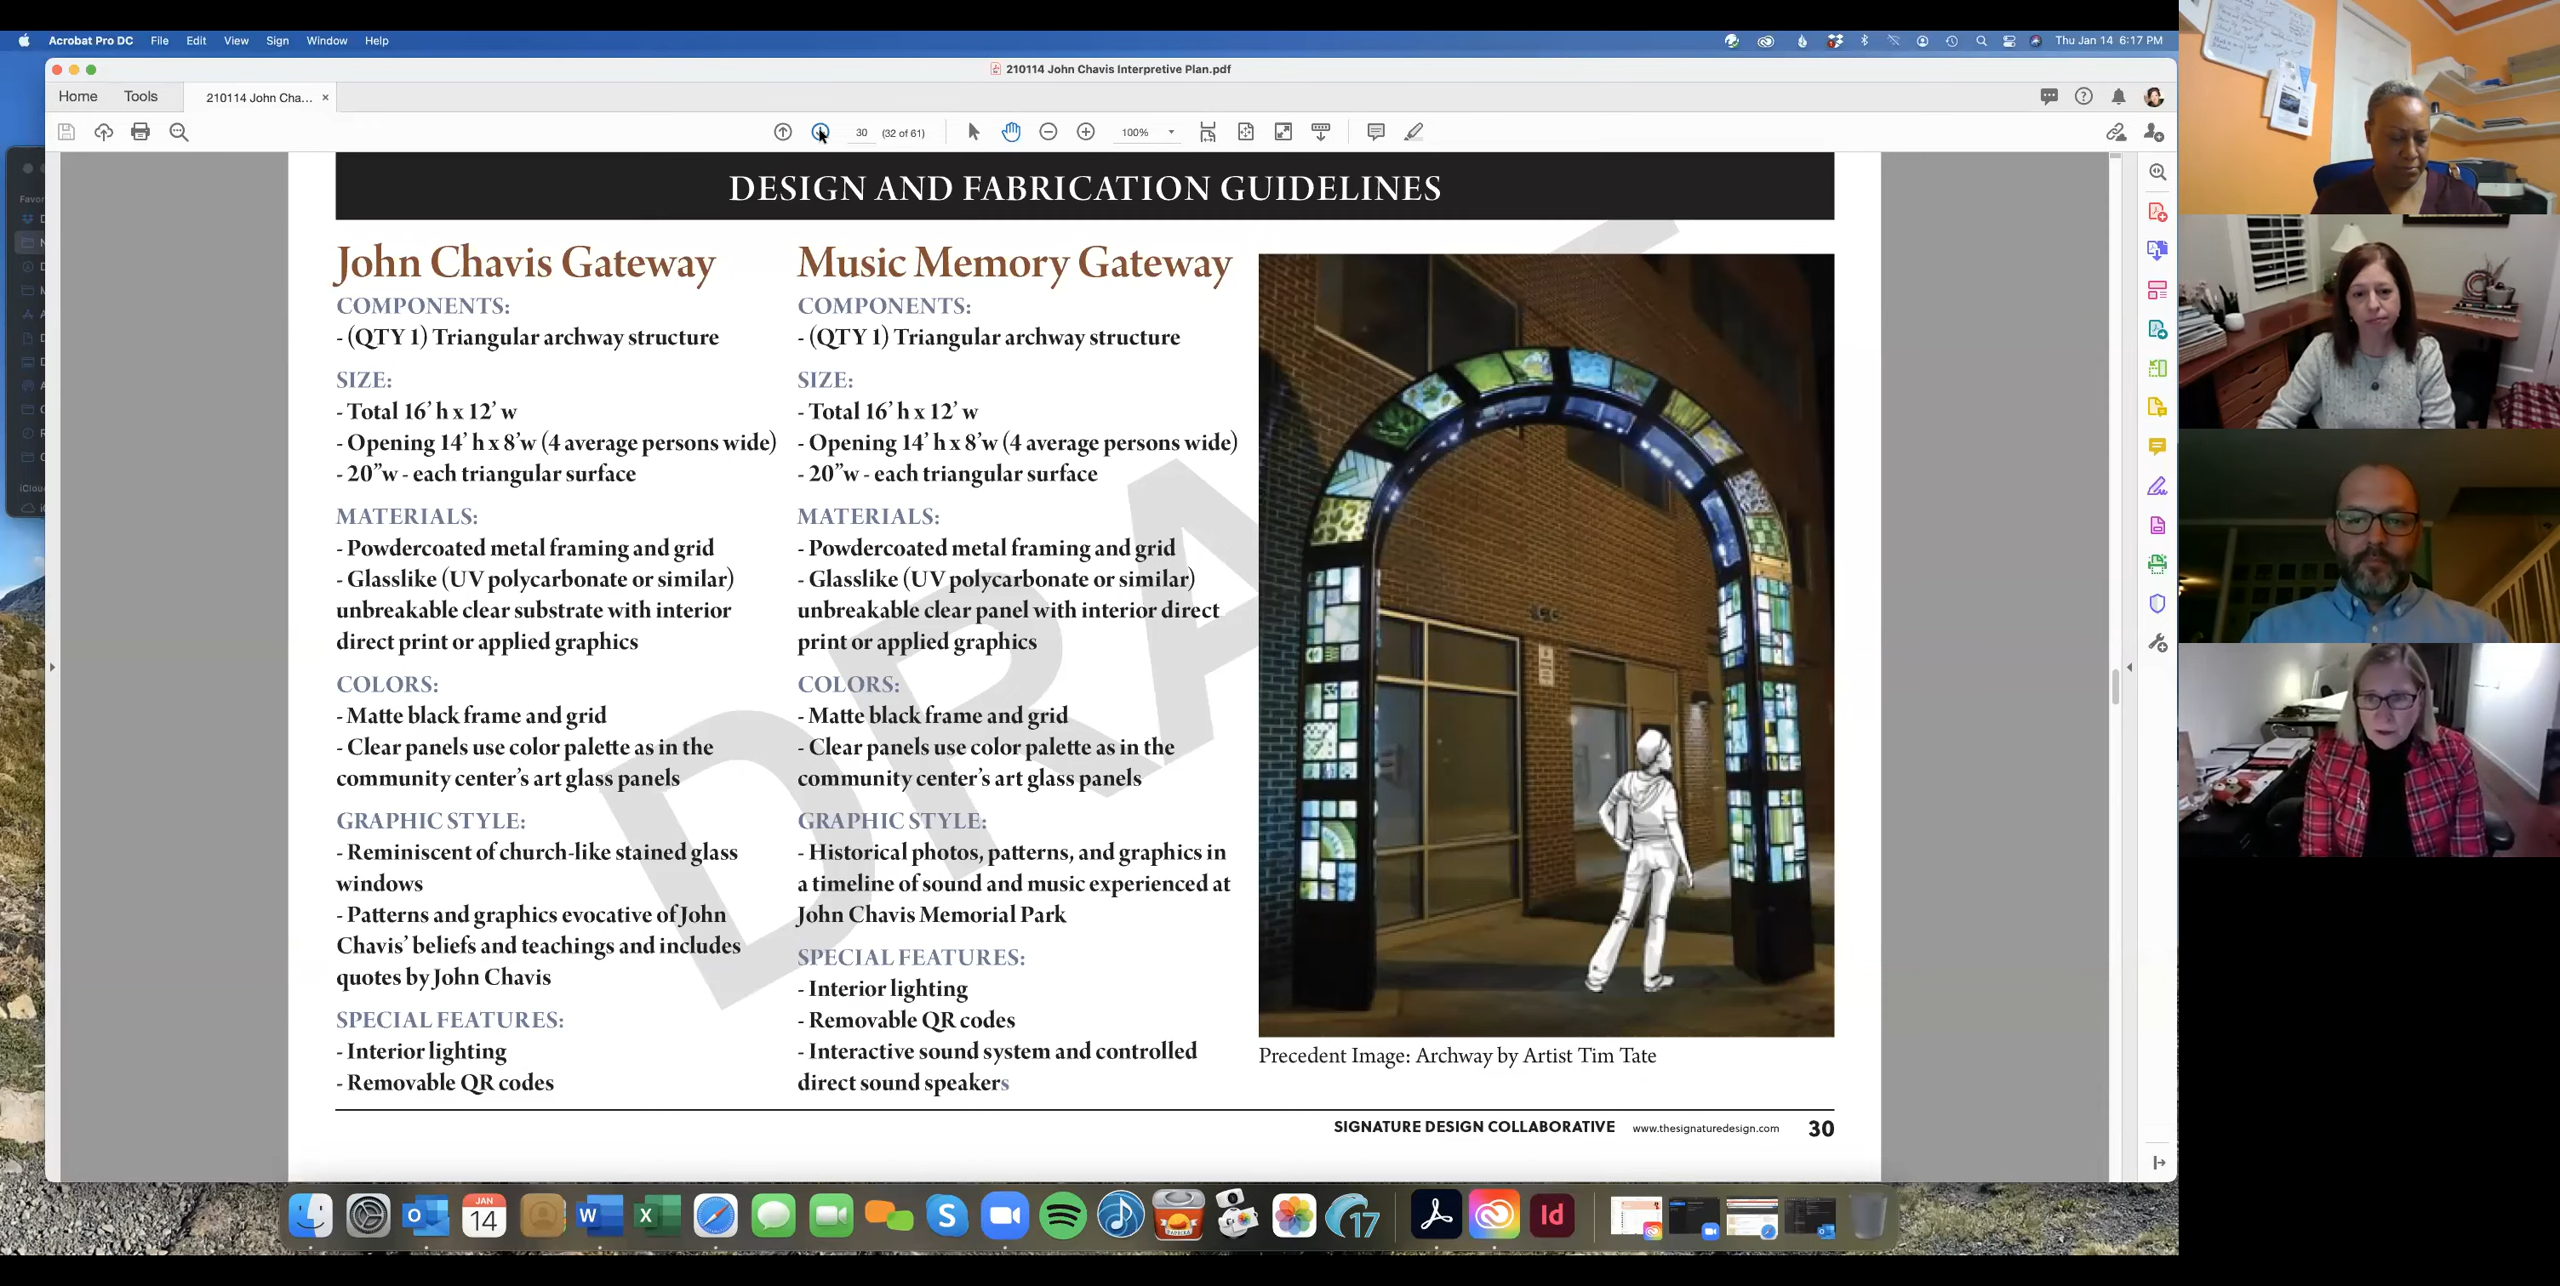 Acrobat Pro DC File Edit View Sign Window Help
Thu Jan 14 6:17 PM
210114 John Chavis Interpretive Plan.pdf
Home Tools 210114 John Cha... ×
30 (32 of 61) 100%
DESIGN AND FABRICATION GUIDELINES
John Chavis Gateway
COMPONENTS:
- (QTY 1) Triangular archway structure
SIZE:
- Total 16’ h x 12’ w
- Opening 14’ h x 8’w (4 average persons wide)
- 20”w - each triangular surface
MATERIALS:
- Powdercoated metal framing and grid
- Glasslike (UV polycarbonate or similar)
unbreakable clear substrate with interior
direct print or applied graphics
COLORS:
- Matte black frame and grid
- Clear panels use color palette as in the
community center’s art glass panels
GRAPHIC STYLE:
- Reminiscent of church-like stained glass
windows
- Patterns and graphics evocative of John
Chavis’ beliefs and teachings and includes
quotes by John Chavis
SPECIAL FEATURES:
- Interior lighting
- Removable QR codes
Music Memory Gateway
COMPONENTS:
- (QTY 1) Triangular archway structure
SIZE:
- Total 16’ h x 12’ w
- Opening 14’ h x 8’w (4 average persons wide)
- 20”w - each triangular surface
MATERIALS:
- Powdercoated metal framing and grid
- Glasslike (UV polycarbonate or similar)
unbreakable clear panel with interior direct
print or applied graphics
COLORS:
- Matte black frame and grid
- Clear panels use color palette as in the
community center’s art glass panels
GRAPHIC STYLE:
- Historical photos, patterns, and graphics in
a timeline of sound and music experienced at
John Chavis Memorial Park
SPECIAL FEATURES:
- Interior lighting
- Removable QR codes
- Interactive sound system and controlled
direct sound speakers
Precedent Image: Archway by Artist Tim Tate
SIGNATURE DESIGN COLLABORATIVE www.thesignaturedesign.com 30
JAN
14
17
Id